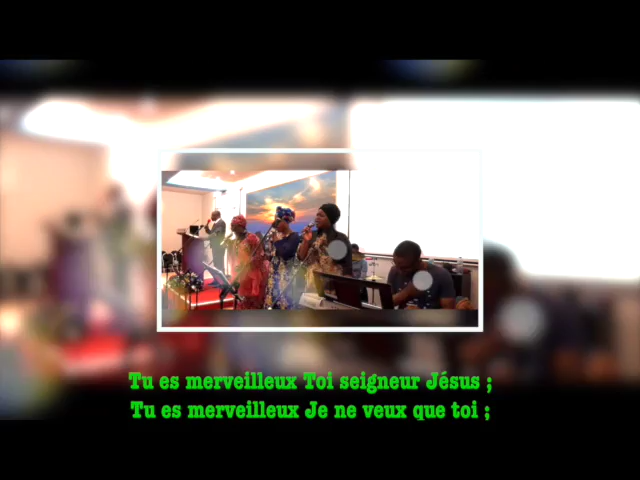 Tu es merveilleux Toi seigneur Jésus ;
Tu es merveilleux Je ne veux que toi ;